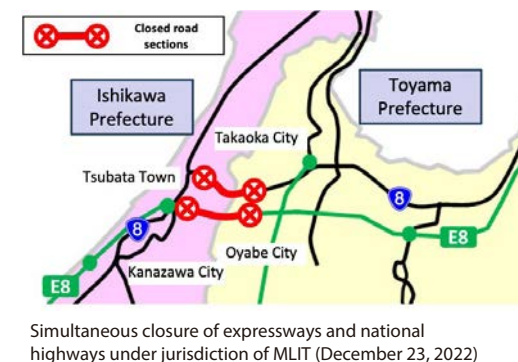 Closed road
sections
Ishikawa
Prefecture
Toyama
Prefecture
Takaoka City
Tsubata Town
8
8
E8
Oyabe City
Kanazawa City
E8
Simultaneous closure of expressways and national
highways under jurisdiction of MLIT (December 23, 2022)